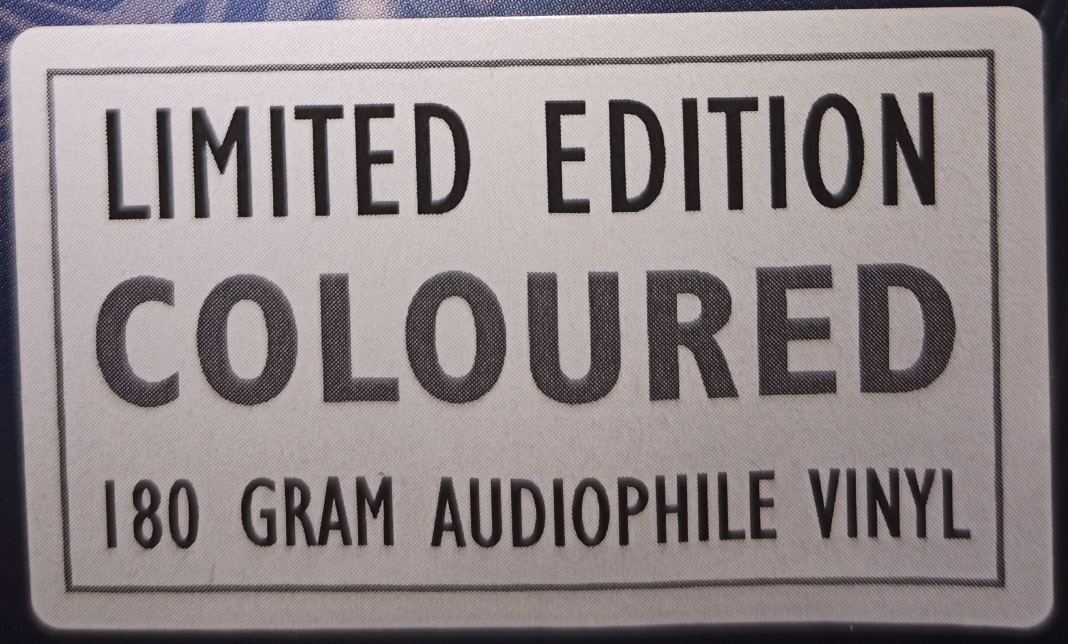 LIMITED EDITION
COLOURED
180 GRAM AUDIOPHILE VINYL